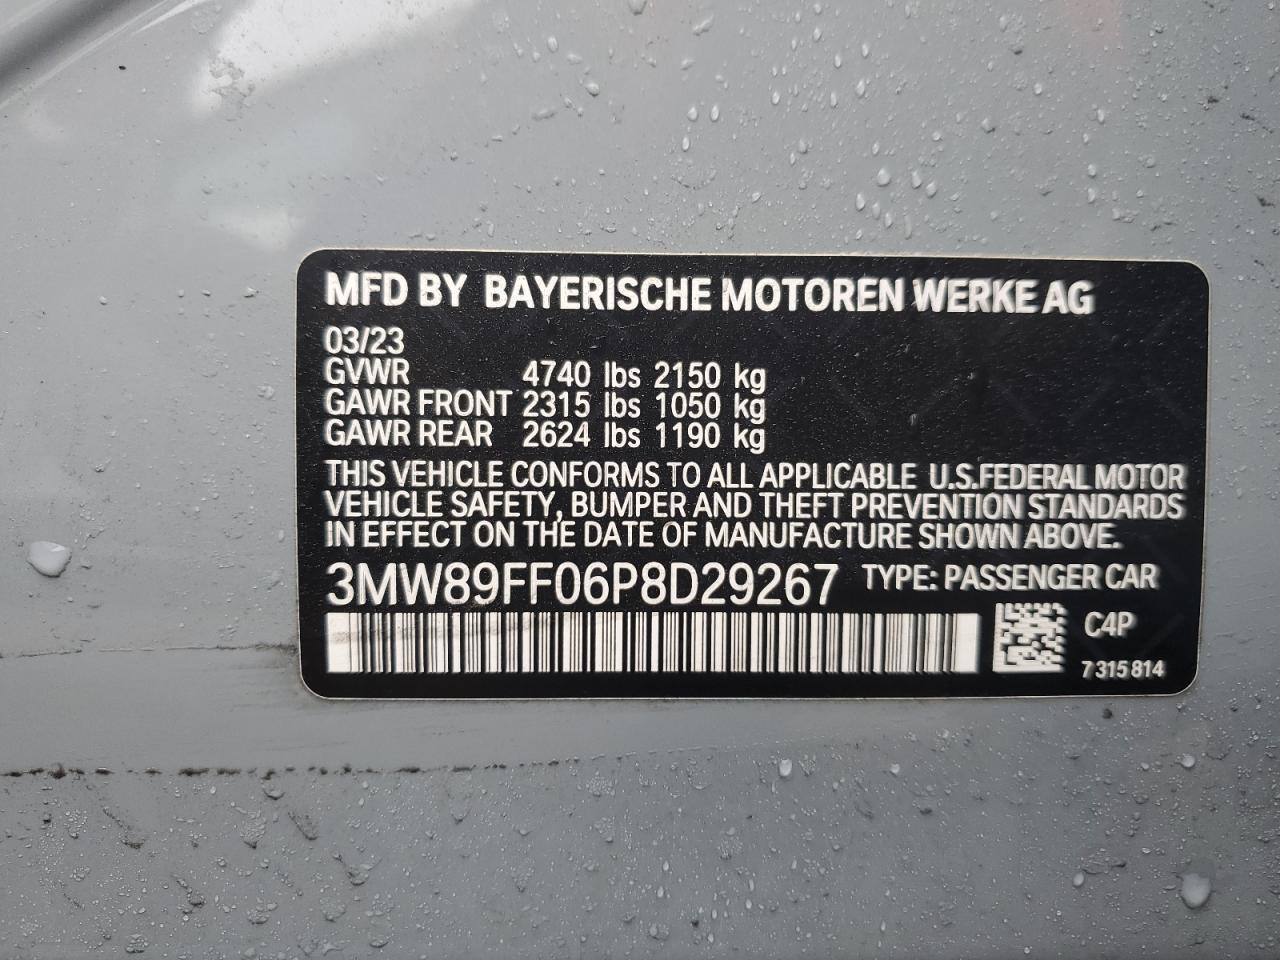 MFD BY BAYERISCHE MOTOREN WERKE AG
03/23
GVWR 4740 lbs 2150 kg
GAWR FRONT 2315 lbs 1050 kg
GAWR REAR 2624 lbs 1190 kg
THIS VEHICLE CONFORMS TO ALL APPLICABLE U.S.FEDERAL MOTOR
VEHICLE SAFETY, BUMPER AND THEFT PREVENTION STANDARDS
IN EFFECT ON THE DATE OF MANUFACTURE SHOWN ABOVE.
3MW89FF06P8D29267 TYPE: PASSENGER CAR
C4P
7 315 814